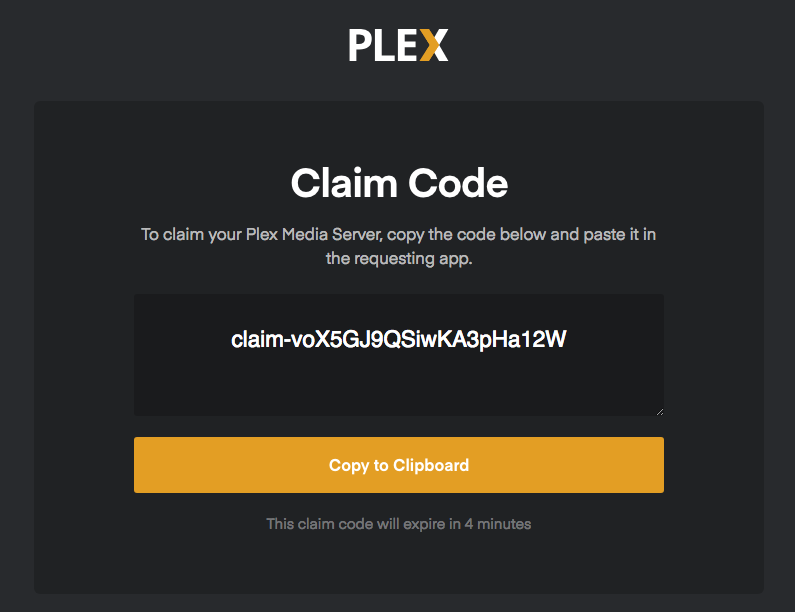 PLEX
Claim Code
To claim your Plex Media Server, copy the code below and paste it in
the requesting app.
claim-voX5GJ9QSiwKA3pHa12W
Copy to Clipboard
This claim code will expire in 4 minutes